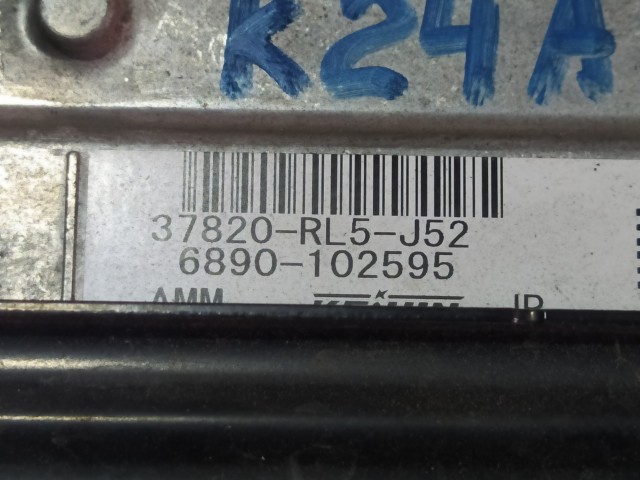 K24A
37820-RL5-J52
6890-102595
AMM KEIHIN JP